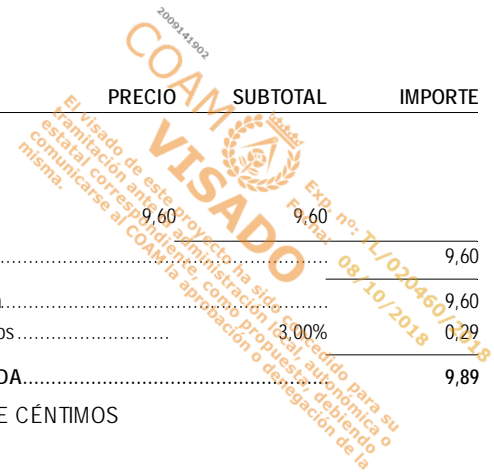 2009141902
COAM
PRECIO SUBTOTAL IMPORTE
VISADO
El visado de este proyecto ha sido concedido para su
tramitación ante la administración local, autonómica o
estatal correspondiente, como propuesta, debiendo
comunicarse al COAM la aprobación o denegación de la
misma.
Exp. nº: TL/020460/2018
Fecha: 08/10/2018
9,60 9,60
9,60
9,60
os 3,00% 0,29
DA 9,89
E CÉNTIMOS